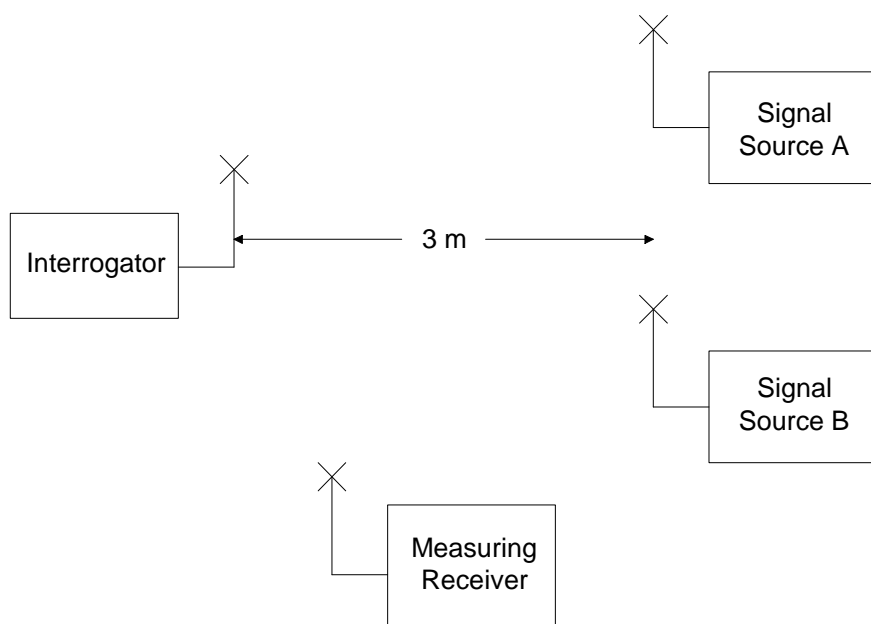 Signal
Source A
Interrogator
3 m
Signal
Source B
Measuring
Receiver